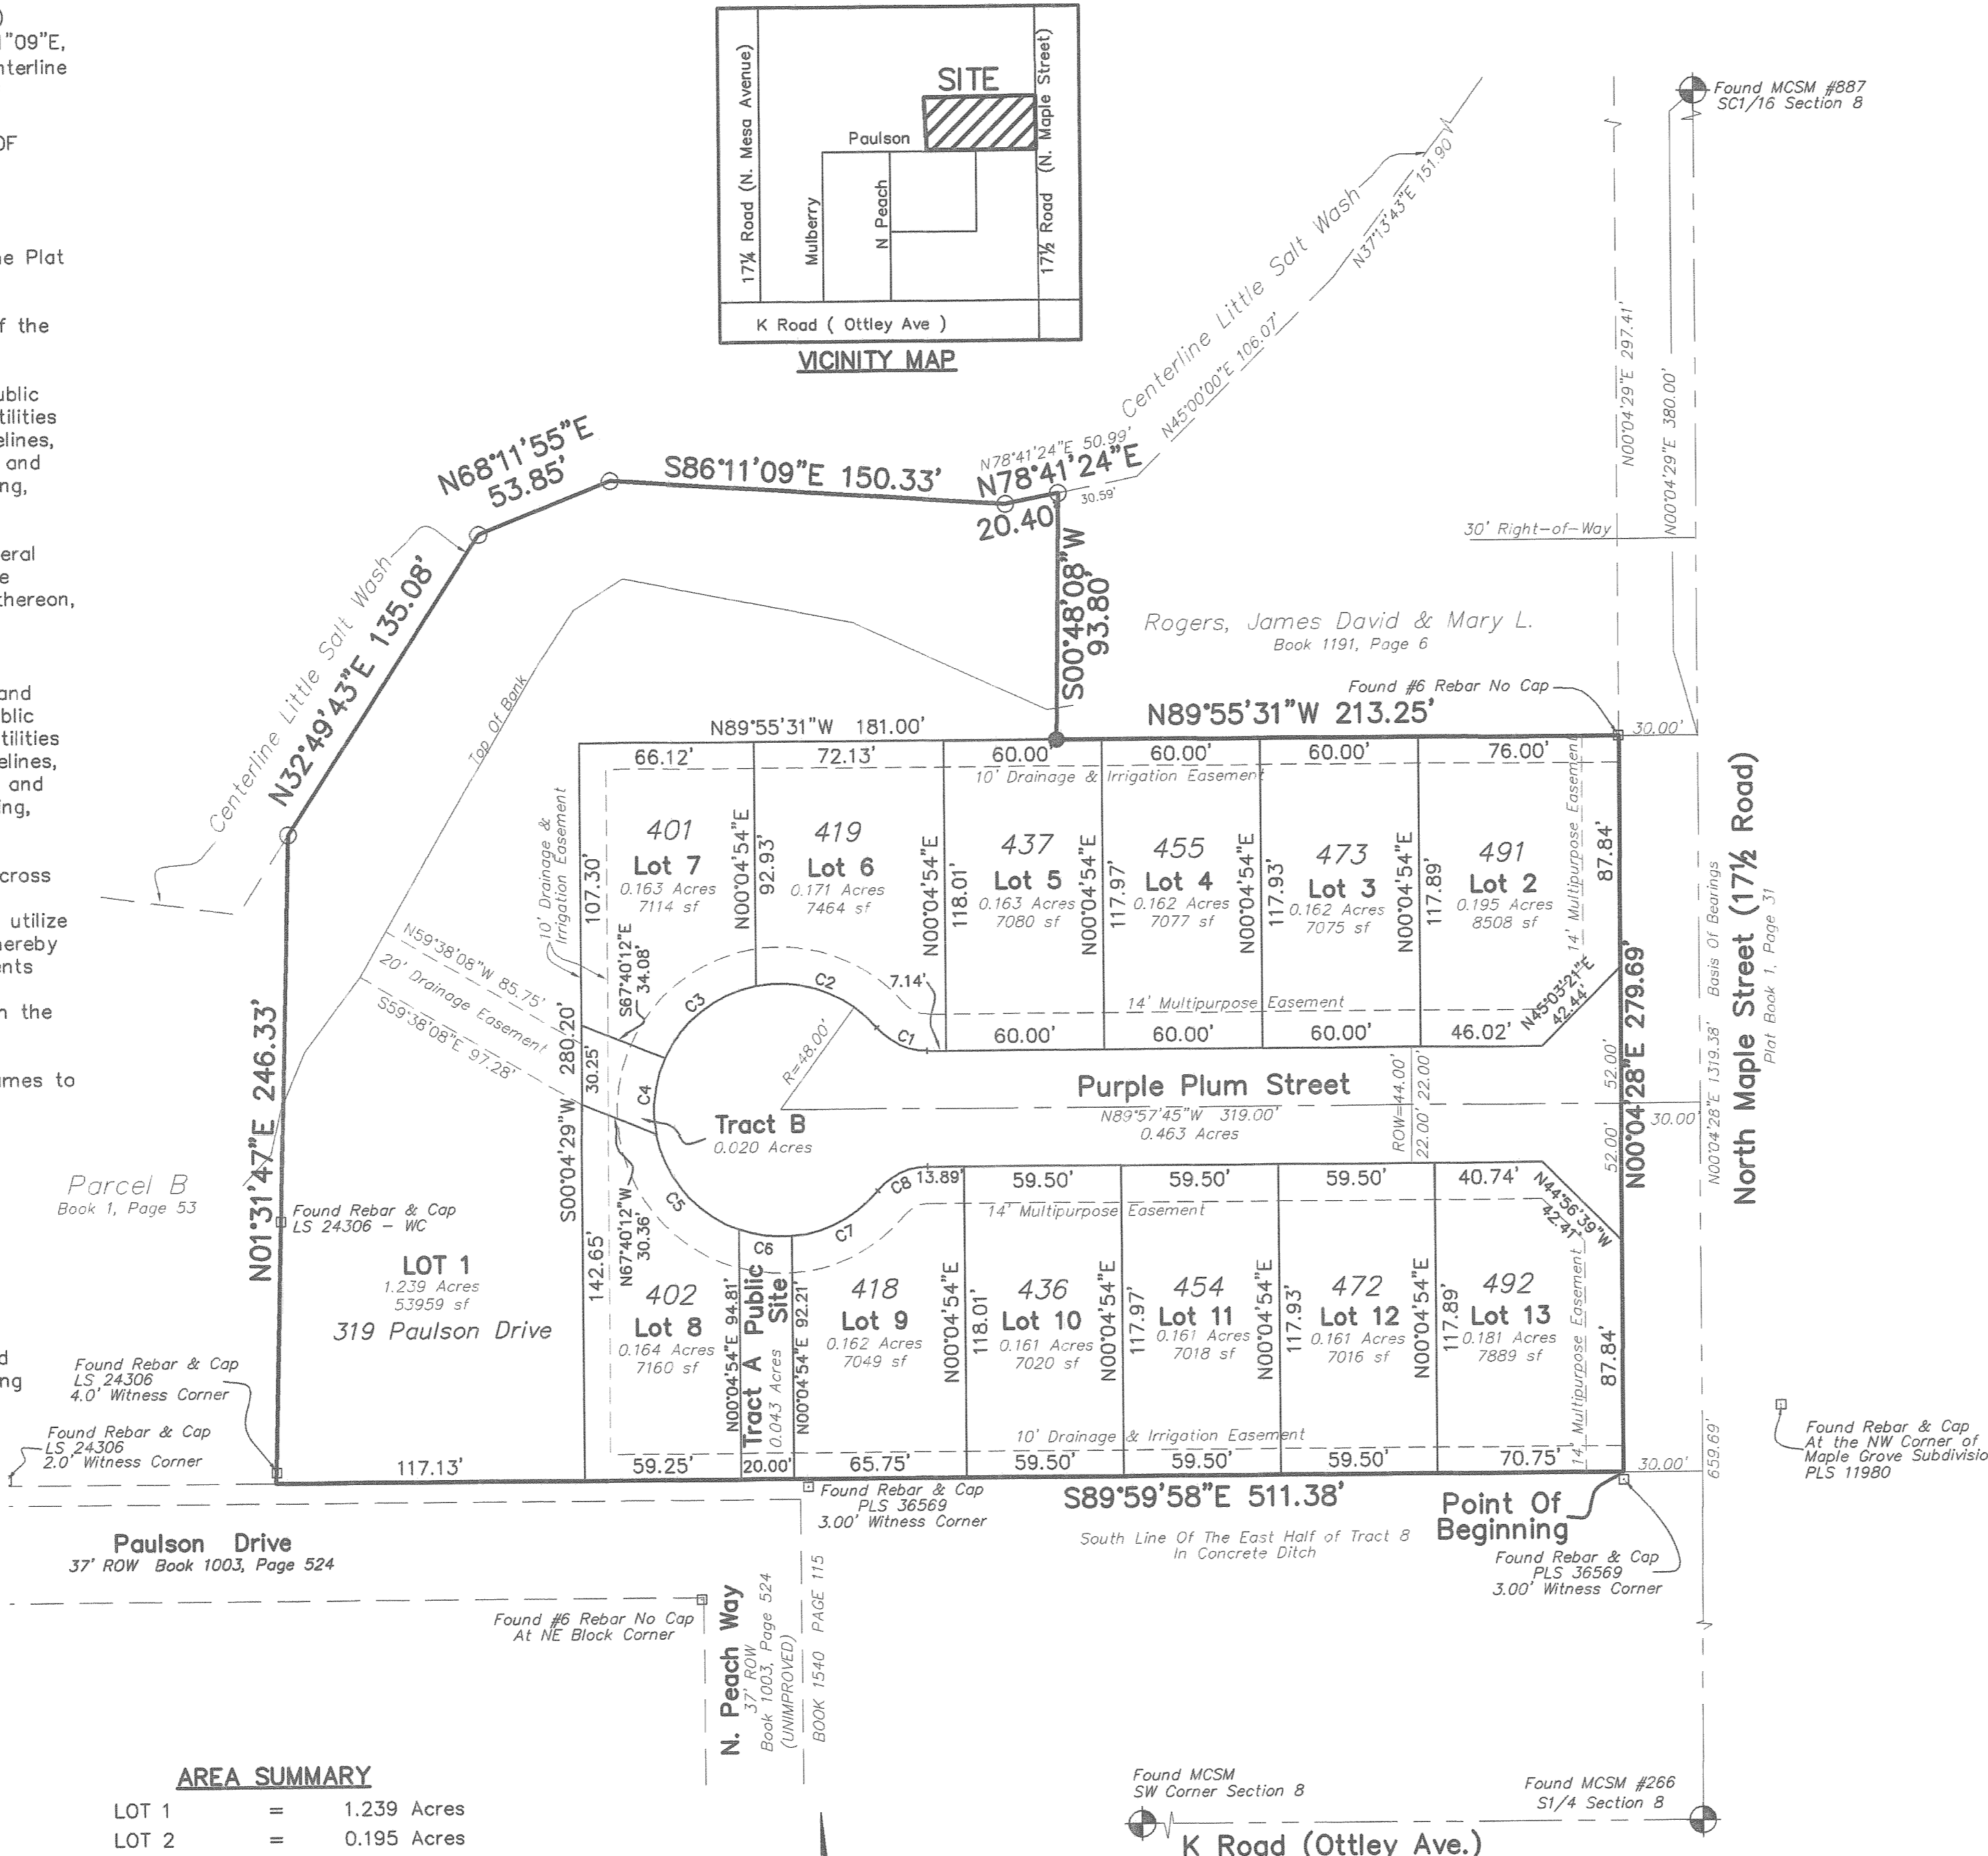 "09"E,
nterline
OF
e Plat
f the
ublic
tilities
elines,
and
ng,
eral
e
thereon,
and
blic
tilities
elines,
and
ng,
cross
utilize
hereby
ents
n the
ames to
d
ng
SITE
Paulson
17¼ Road (N. Mesa Avenue)
Mulberry
N Peach
17½ Road (N. Maple Street)
K Road ( Ottley Ave )
VICINITY MAP
Found MCSM #887
SC1/16 Section 8
Centerline Little Salt Wash
N37°13'43"E 151.90'
N45°00'00"E 106.07'
N78°41'24"E 50.99'
N78°41'24"E
20.40'
30.59'
N68°11'55"E
53.85'
S86°11'09"E 150.33'
N00°04'29"E 297.41'
N00°04'29"E 380.00'
30' Right-of-Way
S00°48'08"W
93.80'
Rogers, James David & Mary L.
Book 1191, Page 6
Found #6 Rebar No Cap
N89°55'31"W 213.25'
30.00'
Centerline Little Salt Wash
N32°49'43"E 135.08'
Top Of Bank
N89°55'31"W 181.00'
66.12'
72.13'
60.00'
60.00'
60.00'
76.00'
10' Drainage & Irrigation Easement
10' Drainage &
Irrigation Easement
107.30'
401
Lot 7
0.163 Acres
7114 sf
N00°04'54"E
92.93'
419
Lot 6
0.171 Acres
7464 sf
N00°04'54"E
118.01'
437
Lot 5
0.163 Acres
7080 sf
N00°04'54"E
117.97'
455
Lot 4
0.162 Acres
7077 sf
N00°04'54"E
117.93'
473
Lot 3
0.162 Acres
7075 sf
N00°04'54"E
117.89'
491
Lot 2
0.195 Acres
8508 sf
14' Multipurpose Easement
87.84'
N45°03'21"E
42.44'
N59°38'08"W 85.75'
20' Drainage Easement
S59°38'08"E 97.28'
S67°40'12"E
34.08'
C3
C2
7.14'
C1
14' Multipurpose Easement
60.00'
60.00'
60.00'
46.02'
R=48.00'
280.20'
30.25'
S00°04'29"W
C4
Tract B
0.020 Acres
Purple Plum Street
N89°57'45"W 319.00'
0.463 Acres
ROW=44.00'
22.00'
22.00'
52.00'
52.00'
N00°04'28"E 279.69'
30.00'
N00°04'28"E 1319.38' Basis Of Bearings
North Maple Street (17½ Road)
Plat Book 1, Page 31
N01°31'47"E 246.33'
Parcel B
Book 1, Page 53
Found Rebar & Cap
LS 24306 - WC
LOT 1
1.239 Acres
53959 sf
319 Paulson Drive
N67°40'12"W
30.36'
142.65'
C5
C6
C7
C8
13.89'
59.50'
59.50'
59.50'
40.74'
14' Multipurpose Easement
N44°56'39"W
42.41'
402
Lot 8
0.164 Acres
7160 sf
N00°04'54"E 94.81'
Tract A Public
Site
0.043 Acres
N00°04'54"E 92.21'
418
Lot 9
0.162 Acres
7049 sf
N00°04'54"E
118.01'
436
Lot 10
0.161 Acres
7020 sf
N00°04'54"E
117.97'
454
Lot 11
0.161 Acres
7018 sf
N00°04'54"E
117.93'
472
Lot 12
0.161 Acres
7016 sf
N00°04'54"E
117.89'
492
Lot 13
0.181 Acres
7889 sf
14' Multipurpose Easement
87.84'
10' Drainage & Irrigation Easement
Found Rebar & Cap
LS 24306
4.0' Witness Corner
Found Rebar & Cap
LS 24306
2.0' Witness Corner
117.13'
59.25'
20.00'
65.75'
59.50'
59.50'
59.50'
70.75'
30.00'
659.69'
Found Rebar & Cap
At the NW Corner of
Maple Grove Subdivisio
PLS 11980
Found Rebar & Cap
PLS 36569
3.00' Witness Corner
S89°59'58"E 511.38'
South Line Of The East Half of Tract 8
In Concrete Ditch
Point Of
Beginning
Found Rebar & Cap
PLS 36569
3.00' Witness Corner
Paulson Drive
37' ROW Book 1003, Page 524
Found #6 Rebar No Cap
At NE Block Corner
N. Peach Way
37' ROW
Book 1003, Page 524
(UNIMPROVED)
BOOK 1540 PAGE 115
AREA SUMMARY
LOT 1 = 1.239 Acres
LOT 2 = 0.195 Acres
Found MCSM
SW Corner Section 8
Found MCSM #266
S1/4 Section 8
K Road (Ottley Ave.)